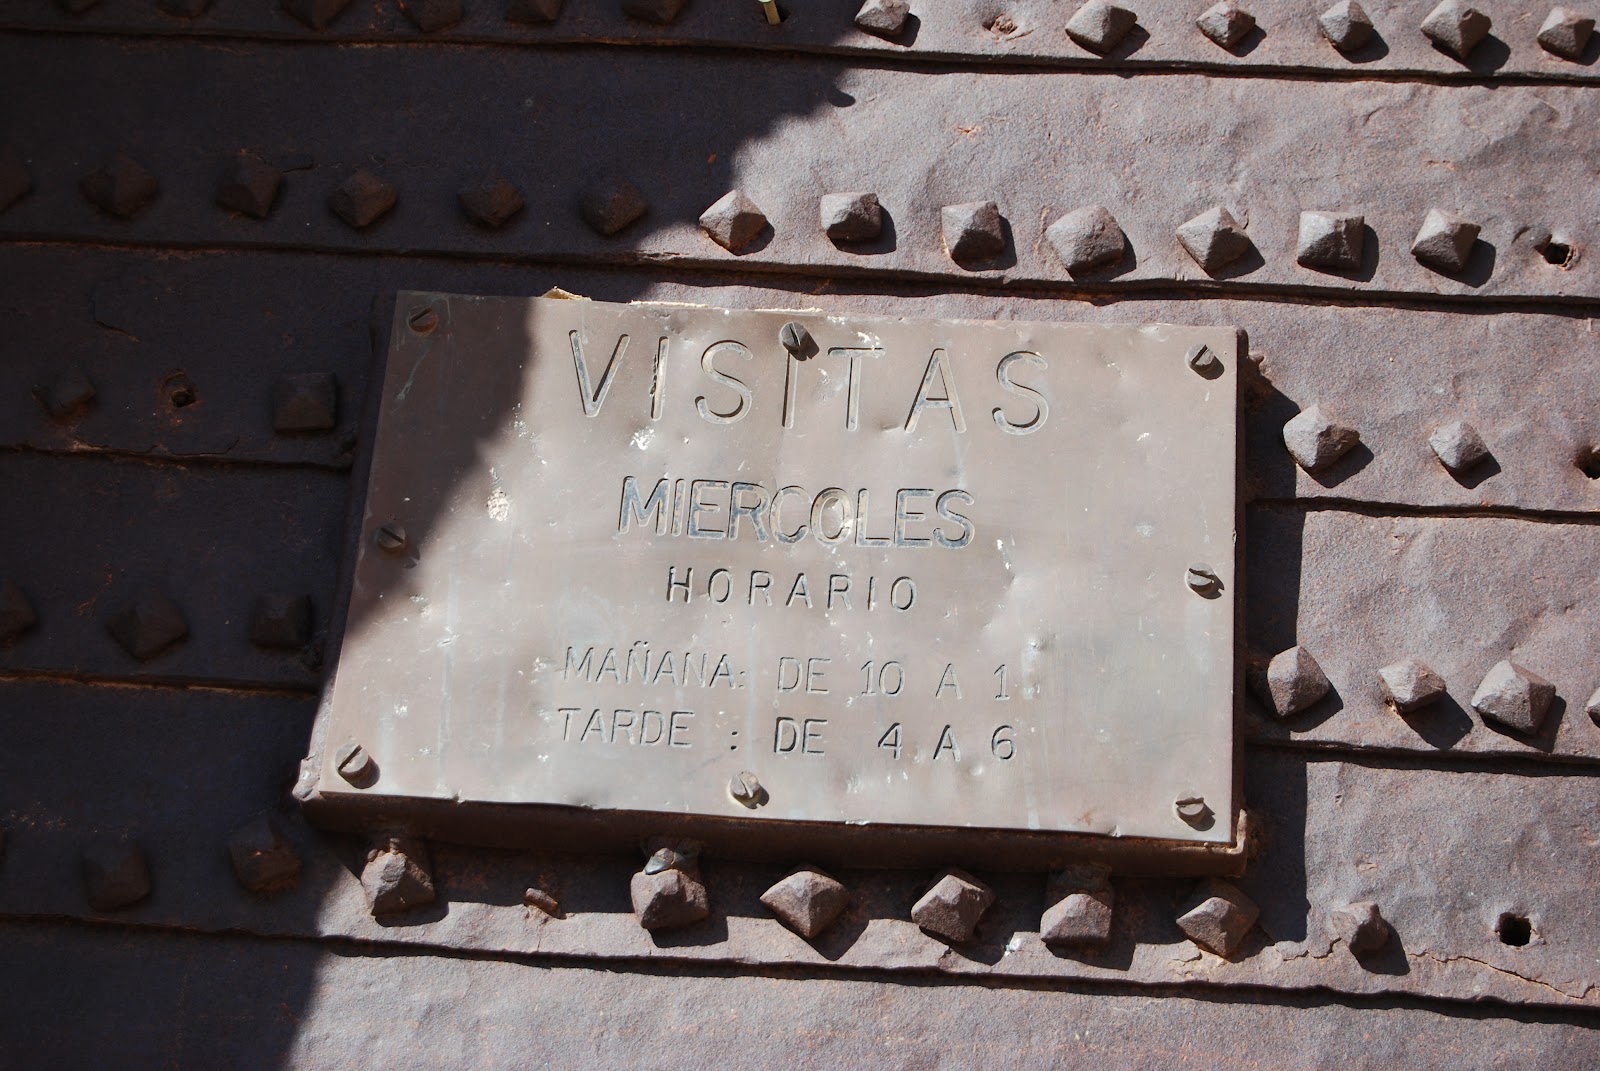 VISITAS
MIERCOLES
HORARIO
MAÑANA: DE 10 A 1
TARDE : DE 4 A 6